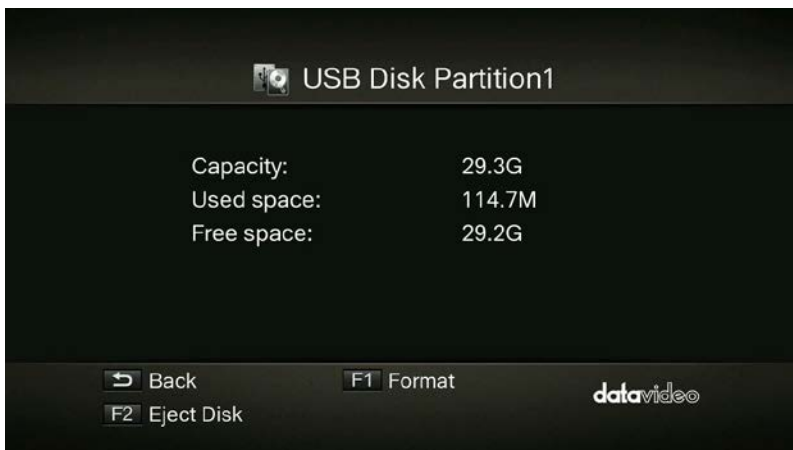 USB Disk Partition1
Capacity: 29.3G
Used space: 114.7M
Free space: 29.2G
Back F1 Format
F2 Eject Disk
datavideo